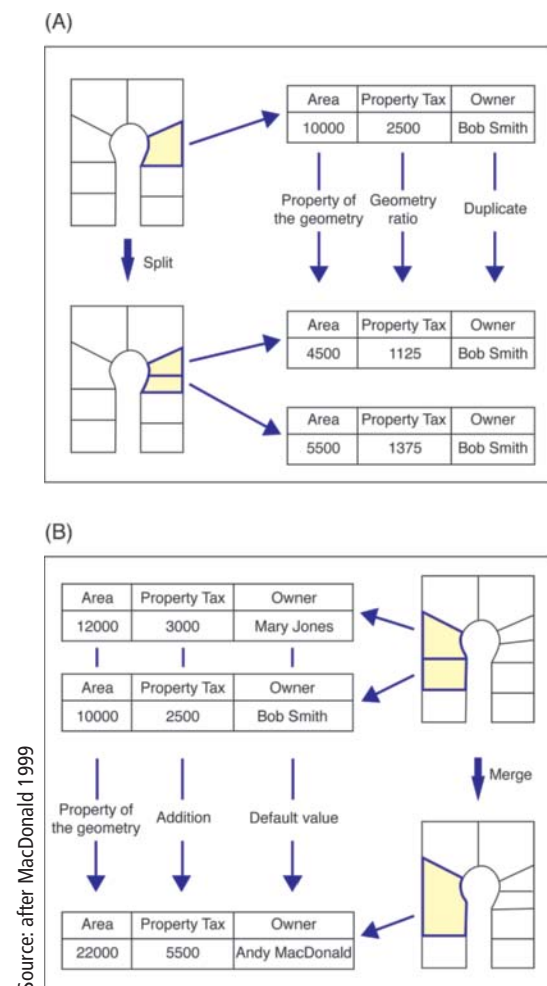 (A)
Area Property Tax Owner
10000 2500 Bob Smith
Property of
the geometry
Geometry
ratio
Duplicate
Split
Area Property Tax Owner
4500 1125 Bob Smith
Area Property Tax Owner
5500 1375 Bob Smith
(B)
Area Property Tax Owner
12000 3000 Mary Jones
Area Property Tax Owner
10000 2500 Bob Smith
Merge
Property of
the geometry
Addition
Default value
Area Property Tax Owner
22000 5500 Andy MacDonald
Source: after MacDonald 1999